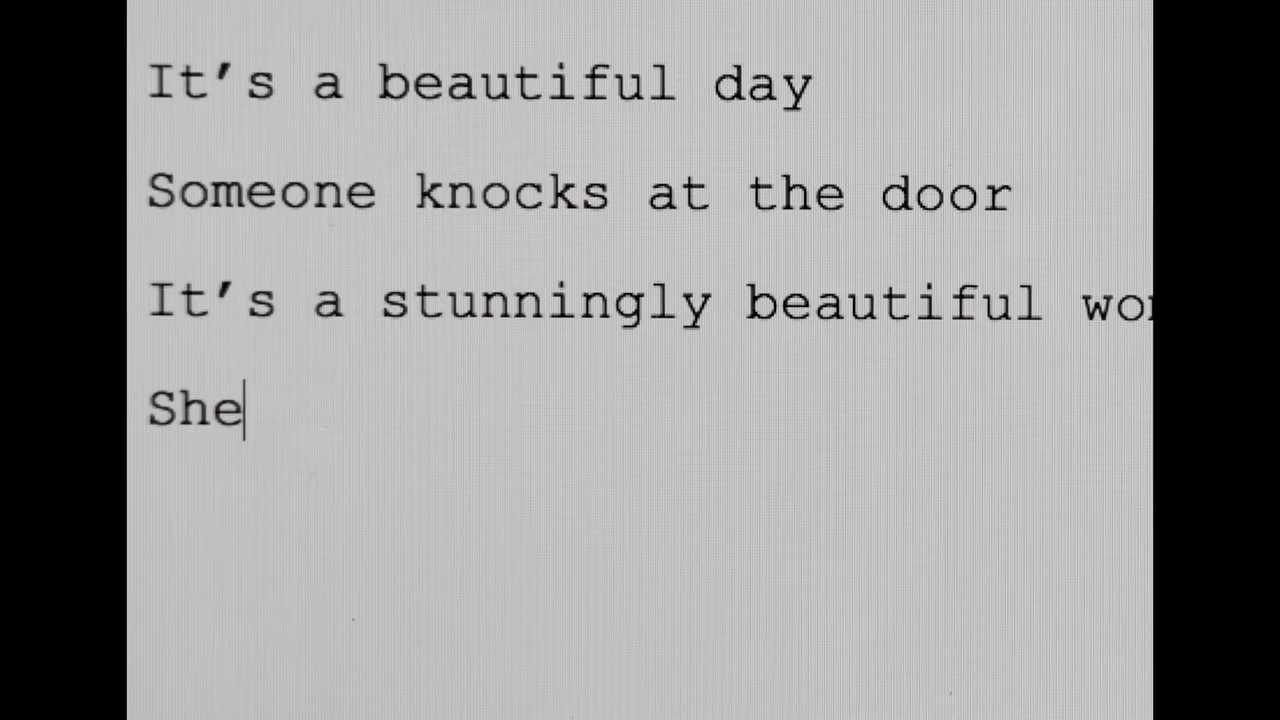 It’s a beautiful day
Someone knocks at the door
It’s a stunningly beautiful
She